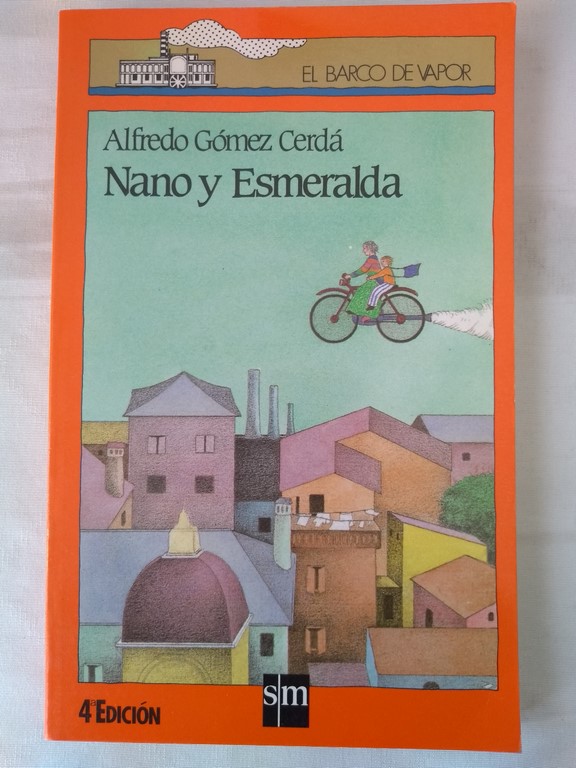 EL BARCO DE VAPOR
Alfredo Gómez Cerdá
Nano y Esmeralda
4ª EDICIÓN
sm